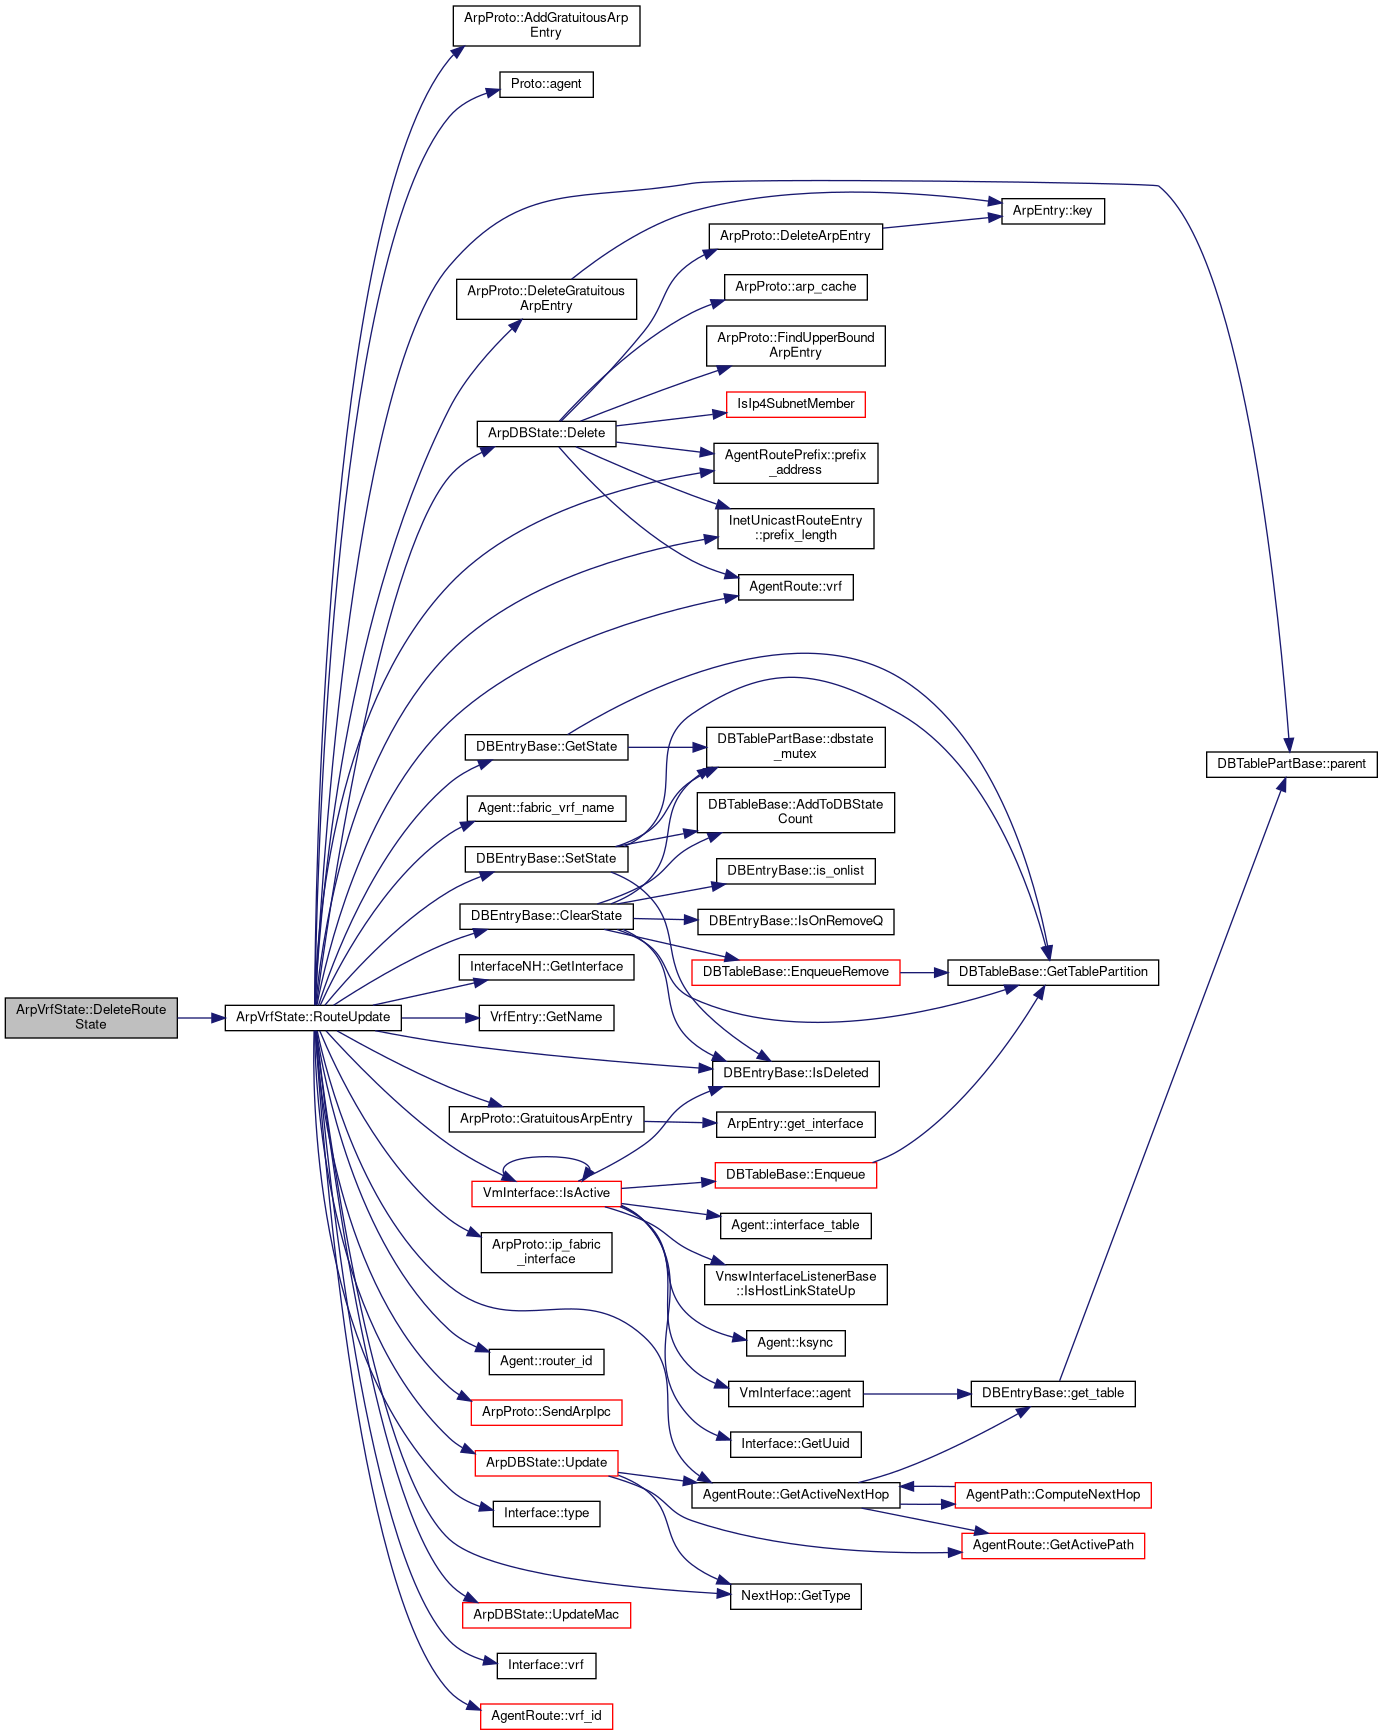 ArpProto::AddGratuitousArp
Entry
Proto::agent
ArpEntry::key
ArpProto::DeleteArpEntry
ArpProto::DeleteGratuitous
ArpEntry
ArpProto::arp_cache
ArpProto::FindUpperBound
ArpEntry
IsIp4SubnetMember
ArpDBState::Delete
AgentRoutePrefix::prefix
_address
InetUnicastRouteEntry
::prefix_length
AgentRoute::vrf
DBEntryBase::GetState
DBTablePartBase::dbstate
_mutex
DBTablePartBase::parent
Agent::fabric_vrf_name
DBTableBase::AddToDBState
Count
DBEntryBase::SetState
DBEntryBase::is_onlist
DBEntryBase::ClearState
DBEntryBase::IsOnRemoveQ
InterfaceNH::GetInterface
DBTableBase::EnqueueRemove
DBTableBase::GetTablePartition
ArpVrfState::DeleteRoute
State
ArpVrfState::RouteUpdate
VrfEntry::GetName
DBEntryBase::IsDeleted
ArpProto::GratuitousArpEntry
ArpEntry::get_interface
VmInterface::IsActive
DBTableBase::Enqueue
Agent::interface_table
ArpProto::ip_fabric
_interface
VnswInterfaceListenerBase
::IsHostLinkStateUp
Agent::ksync
Agent::router_id
VmInterface::agent
DBEntryBase::get_table
ArpProto::SendArpIpc
Interface::GetUuid
ArpDBState::Update
AgentRoute::GetActiveNextHop
AgentPath::ComputeNextHop
Interface::type
AgentRoute::GetActivePath
NextHop::GetType
ArpDBState::UpdateMac
Interface::vrf
AgentRoute::vrf_id